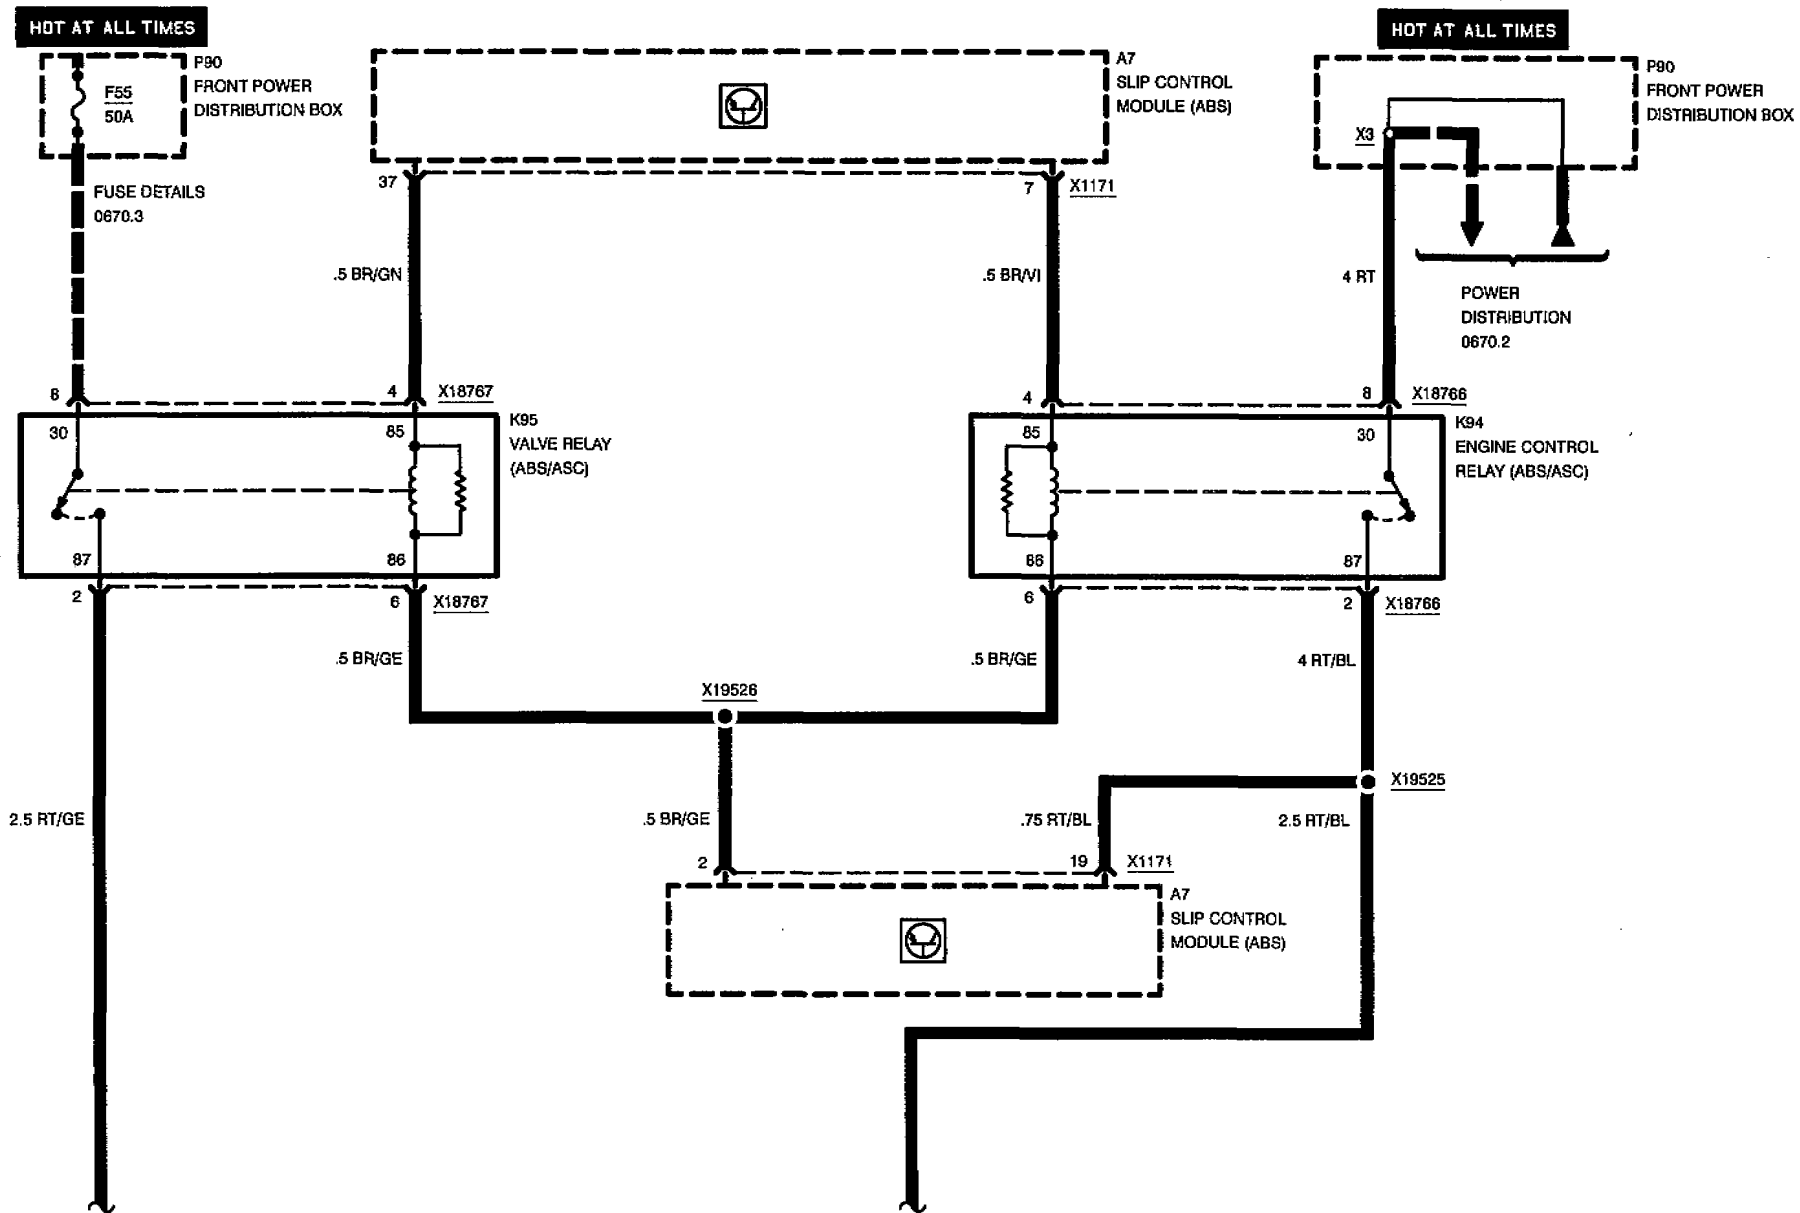 HOT AT ALL TIMES
HOT AT ALL TIMES
P90
FRONT POWER
DISTRIBUTION BOX
F55
50A
A7
SLIP CONTROL
MODULE (ABS)
P90
FRONT POWER
DISTRIBUTION BOX
X3
FUSE DETAILS
0670.3
37
7
X1171
.5 BR/GN
.5 BR/VI
4 RT
POWER
DISTRIBUTION
0670.2
8
4
X18767
4
8
X18766
30
85
K95
VALVE RELAY
(ABS/ASC)
85
30
K94
ENGINE CONTROL
RELAY (ABS/ASC)
87
86
86
87
2
6
X18767
6
2
X18766
.5 BR/GE
.5 BR/GE
4 RT/BL
X19526
X19525
2.5 RT/GE
.5 BR/GE
.75 RT/BL
2.5 RT/BL
2
19
X1171
A7
SLIP CONTROL
MODULE (ABS)